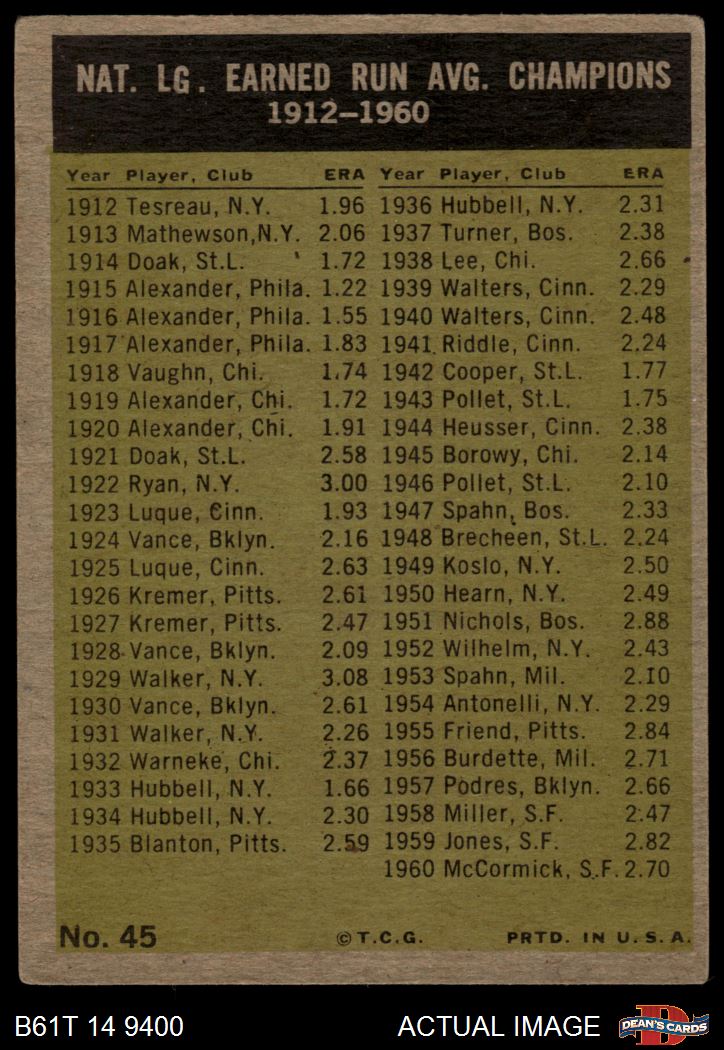 NAT. LG. EARNED RUN AVG. CHAMPIONS
1912–1960
Year Player, Club ERA
1912 Tesreau, N.Y. 1.96
1913 Mathewson, N.Y. 2.06
1914 Doak, St.L. 1.72
1915 Alexander, Phila. 1.22
1916 Alexander, Phila. 1.55
1917 Alexander, Phila. 1.83
1918 Vaughn, Chi. 1.74
1919 Alexander, Chi. 1.72
1920 Alexander, Chi. 1.91
1921 Doak, St.L. 2.58
1922 Ryan, N.Y. 3.00
1923 Luque, Cinn. 1.93
1924 Vance, Bklyn. 2.16
1925 Luque, Cinn. 2.63
1926 Kremer, Pitts. 2.61
1927 Kremer, Pitts. 2.47
1928 Vance, Bklyn. 2.09
1929 Walker, N.Y. 3.08
1930 Vance, Bklyn. 2.61
1931 Walker, N.Y. 2.26
1932 Warneke, Chi. 2.37
1933 Hubbell, N.Y. 1.66
1934 Hubbell, N.Y. 2.30
1935 Blanton, Pitts. 2.59
Year Player, Club ERA
1936 Hubbell, N.Y. 2.31
1937 Turner, Bos. 2.38
1938 Lee, Chi. 2.66
1939 Walters, Cinn. 2.29
1940 Walters, Cinn. 2.48
1941 Riddle, Cinn. 2.24
1942 Cooper, St.L. 1.77
1943 Pollet, St.L. 1.75
1944 Heusser, Cinn. 2.38
1945 Borowy, Chi. 2.14
1946 Pollet, St.L. 2.10
1947 Spahn, Bos. 2.33
1948 Brecheen, St.L. 2.24
1949 Koslo, N.Y. 2.50
1950 Hearn, N.Y. 2.49
1951 Nichols, Bos. 2.88
1952 Wilhelm, N.Y. 2.43
1953 Spahn, Mil. 2.10
1954 Antonelli, N.Y. 2.29
1955 Friend, Pitts. 2.84
1956 Burdette, Mil. 2.71
1957 Podres, Bklyn. 2.66
1958 Miller, S.F. 2.47
1959 Jones, S.F. 2.82
1960 McCormick, S.F. 2.70
No. 45 © T.C.G. PRTD. IN U.S.A.
B61T 14 9400 ACTUAL IMAGE D DEAN'S CARDS